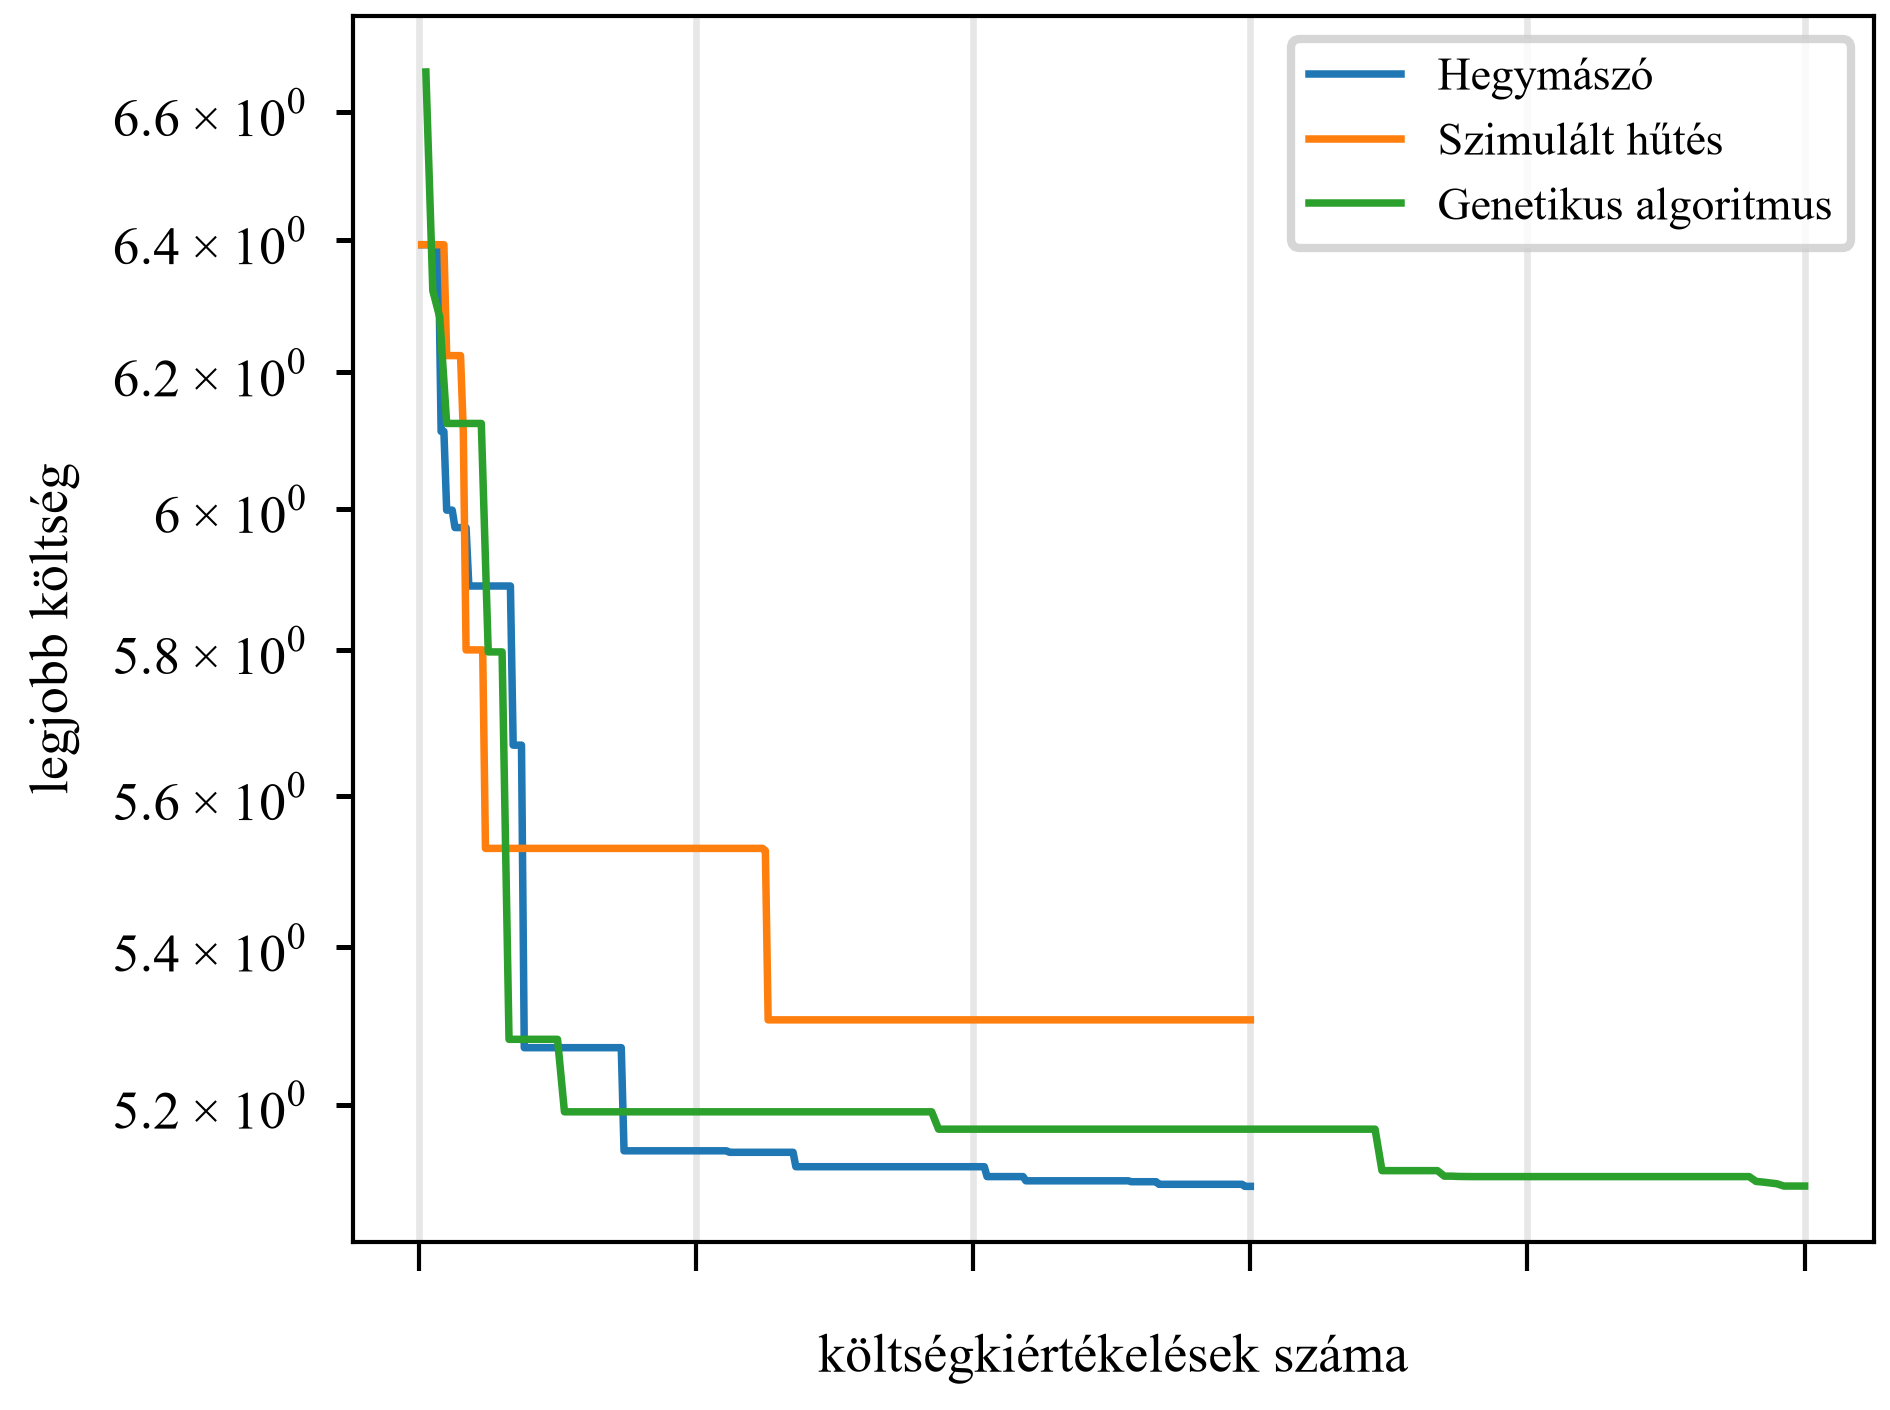 Hegymászó
Szimulált hűtés
Genetikus algoritmus
6.6 × 10⁰
6.4 × 10⁰
6.2 × 10⁰
6 × 10⁰
5.8 × 10⁰
5.6 × 10⁰
5.4 × 10⁰
5.2 × 10⁰
legjobb költség
költségkiértékelések száma